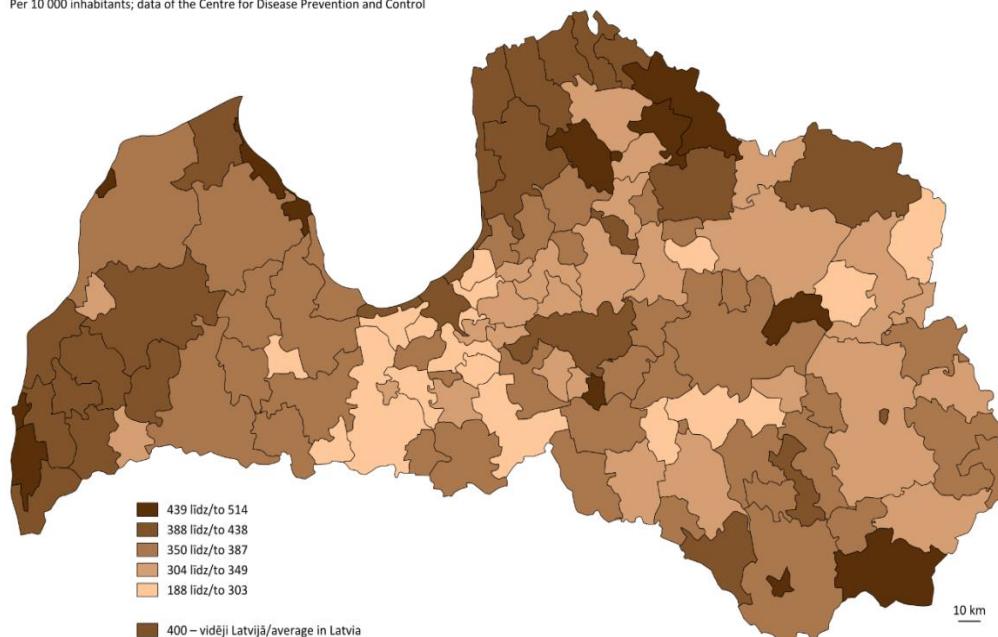 Per 10 000 inhabitants; data of the Centre for Disease Prevention and Control
439 līdz/to 514
388 līdz/to 438
350 līdz/to 387
304 līdz/to 349
188 līdz/to 303
400 – vidēji Latvijā/average in Latvia
10 km